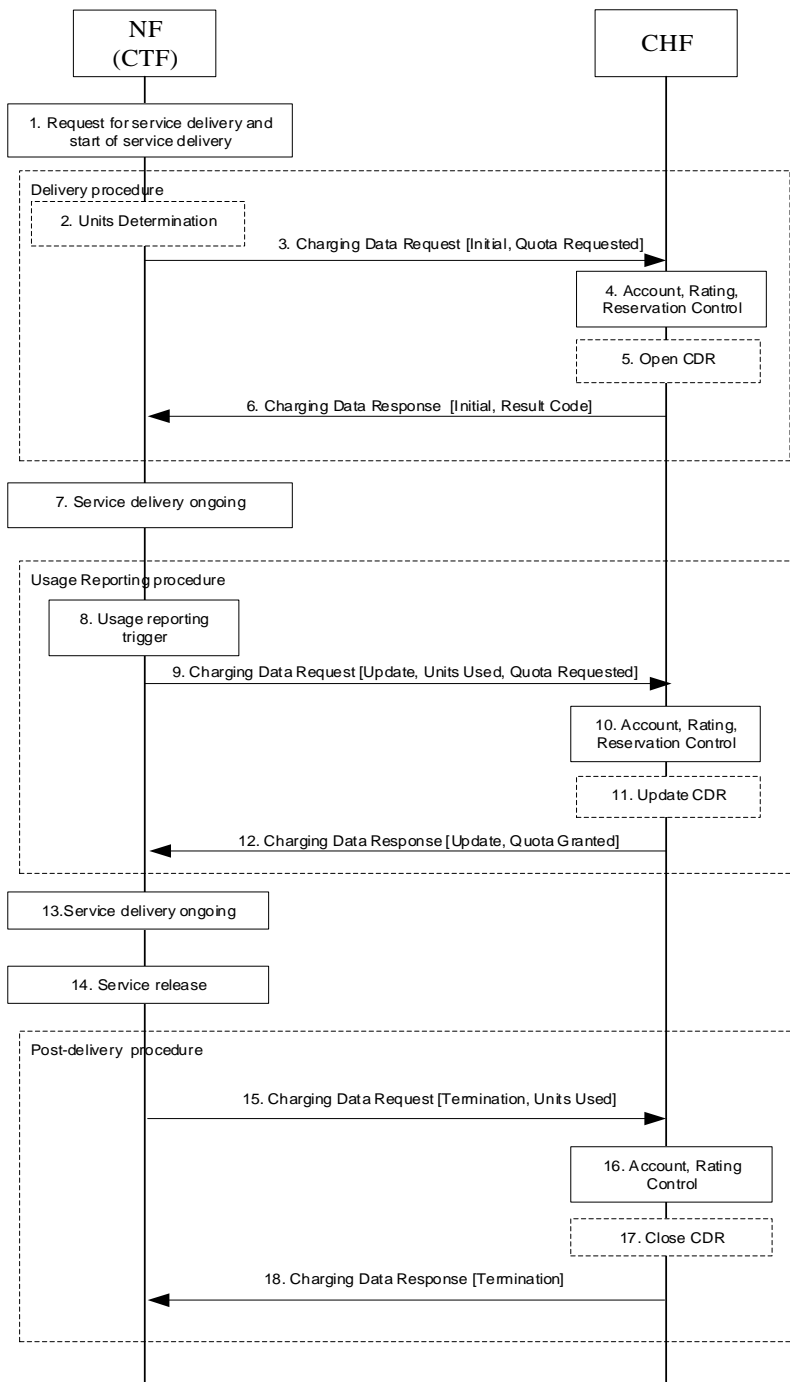 NF
(CTF)
CHF
1. Request for service delivery and
start of service delivery
Delivery procedure
2. Units Determination
3. Charging Data Request [Initial, Quota Requested]
4. Account, Rating,
Reservation Control
5. Open CDR
6. Charging Data Response [Initial, Result Code]
7. Service delivery ongoing
Usage Reporting procedure
8. Usage reporting
trigger
9. Charging Data Request [Update, Units Used, Quota Requested]
10. Account, Rating,
Reservation Control
11. Update CDR
12. Charging Data Response [Update, Quota Granted]
13.Service delivery ongoing
14. Service release
Post-delivery procedure
15. Charging Data Request [Termination, Units Used]
16. Account, Rating
Control
17. Close CDR
18. Charging Data Response [Termination]